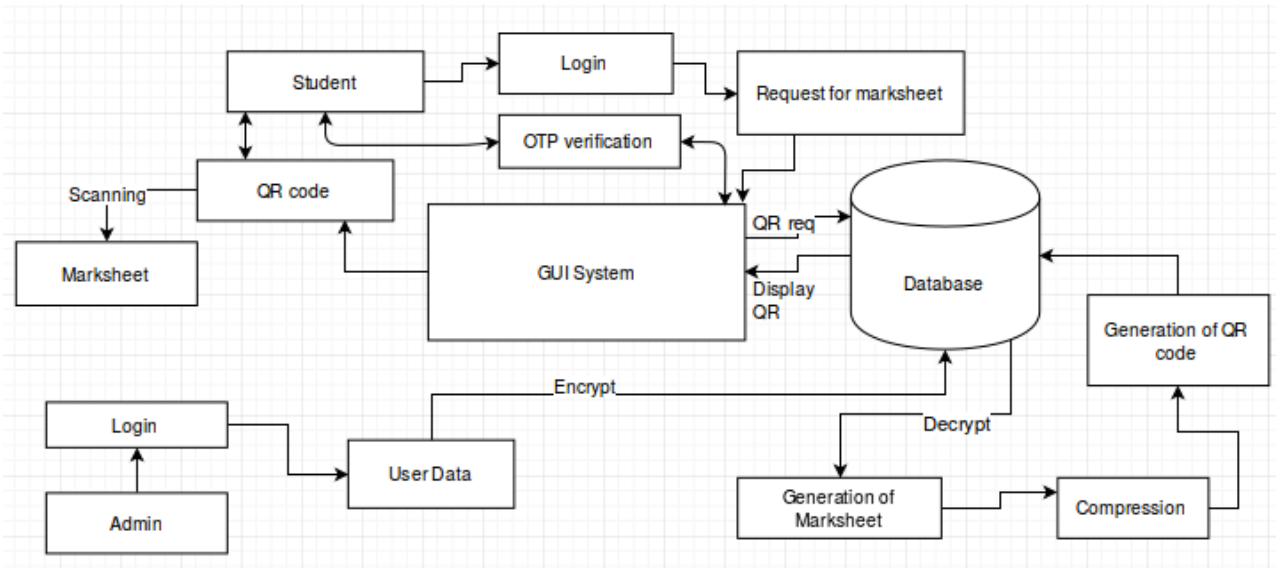 Student
Login
Request for marksheet
OTP verification
QR code
Scanning
Marksheet
GUI System
QR req
Display
QR
Database
Generation of QR
code
Encrypt
Login
User Data
Admin
Decrypt
Generation of
Marksheet
Compression